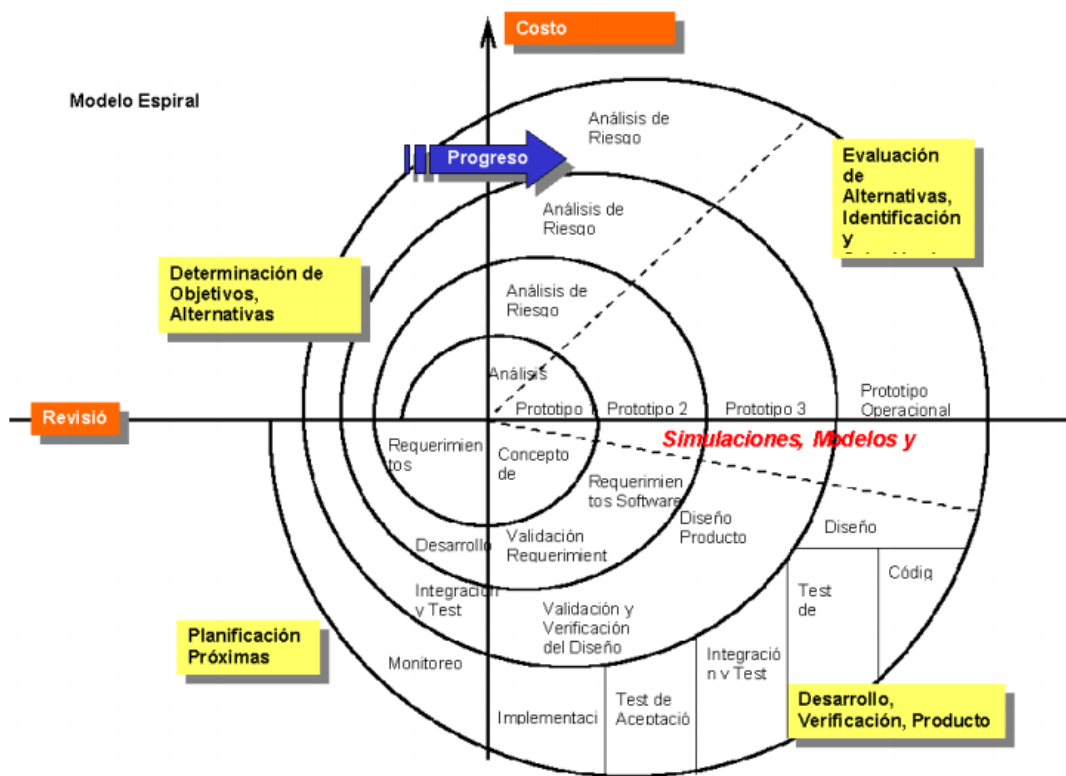 Costo
Modelo Espiral
Análisis de
Riesgo
Progreso
Evaluación
de
Alternativas,
Identificación
y
Análisis de
Riesgo
Determinación de
Objetivos,
Alternativas
Análisis de
Riesgo
Análisis
Prototipo
Operacional
Prototipo 1
Prototipo 2
Prototipo 3
Revisió
Simulaciones, Modelos y
Requerimien
tos
Concepto
de
Requerimien
tos Software
Diseño
Producto
Diseño
Desarrollo
Validación
Requerimient
Códig
Test
de
Integración
y Test
Validación y
Verificación
del Diseño
Planificación
Próximas
Monitoreo
Integració
n y Test
Desarrollo,
Verificación, Producto
Implementaci
Test de
Aceptació